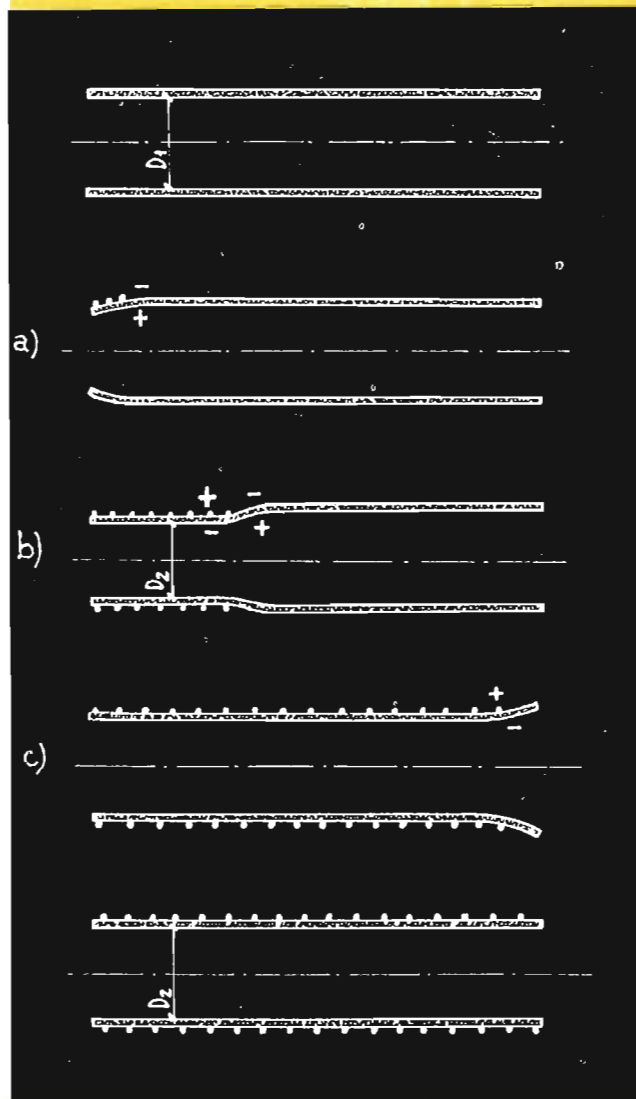 D1
- 
+
a)
+ -
- +
b)
D2
+
-
c)
D2